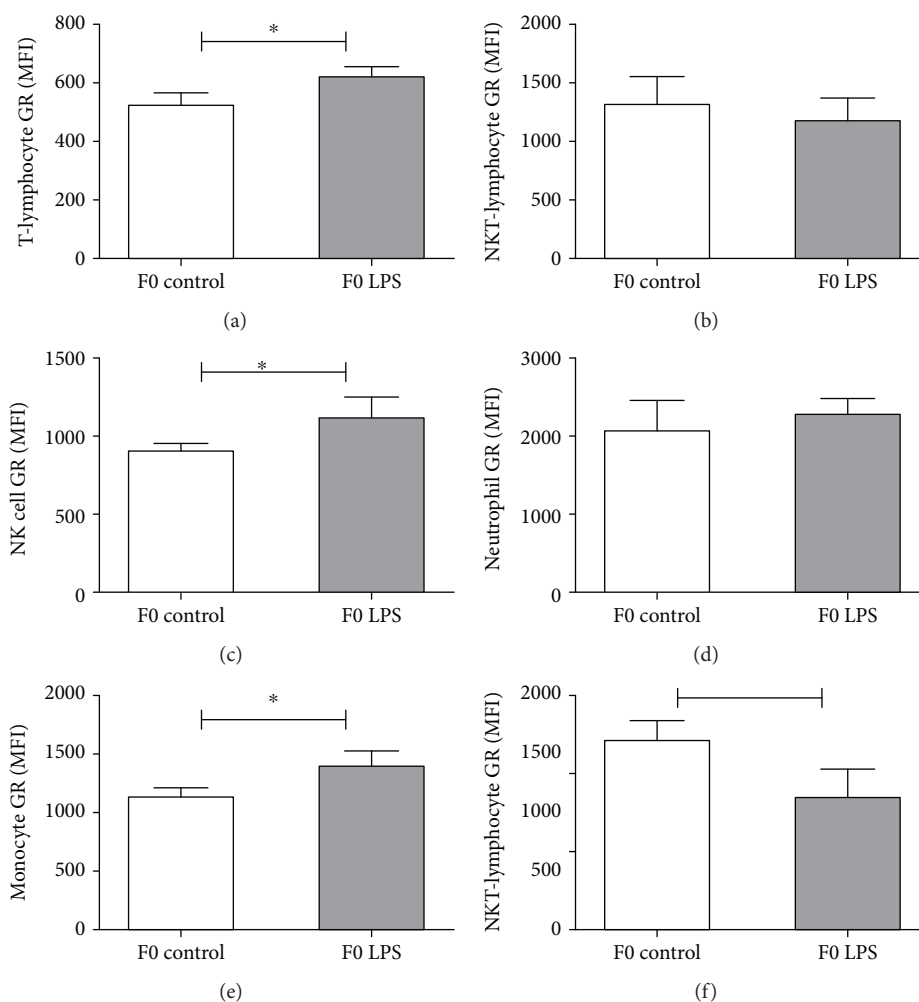 T-lymphocyte GR (MFI)
800
600
400
200
0
*
F0 control
F0 LPS
(a)
NKT-lymphocyte GR (MFI)
2000
1500
1000
500
0
F0 control
F0 LPS
(b)
NK cell GR (MFI)
1500
1000
500
0
*
F0 control
F0 LPS
(c)
Neutrophil GR (MFI)
3000
2000
1000
0
F0 control
F0 LPS
(d)
Monocyte GR (MFI)
2000
1500
1000
500
0
*
F0 control
F0 LPS
(e)
NKT-lymphocyte GR (MFI)
2000
1500
1000
500
0
F0 control
F0 LPS
(f)